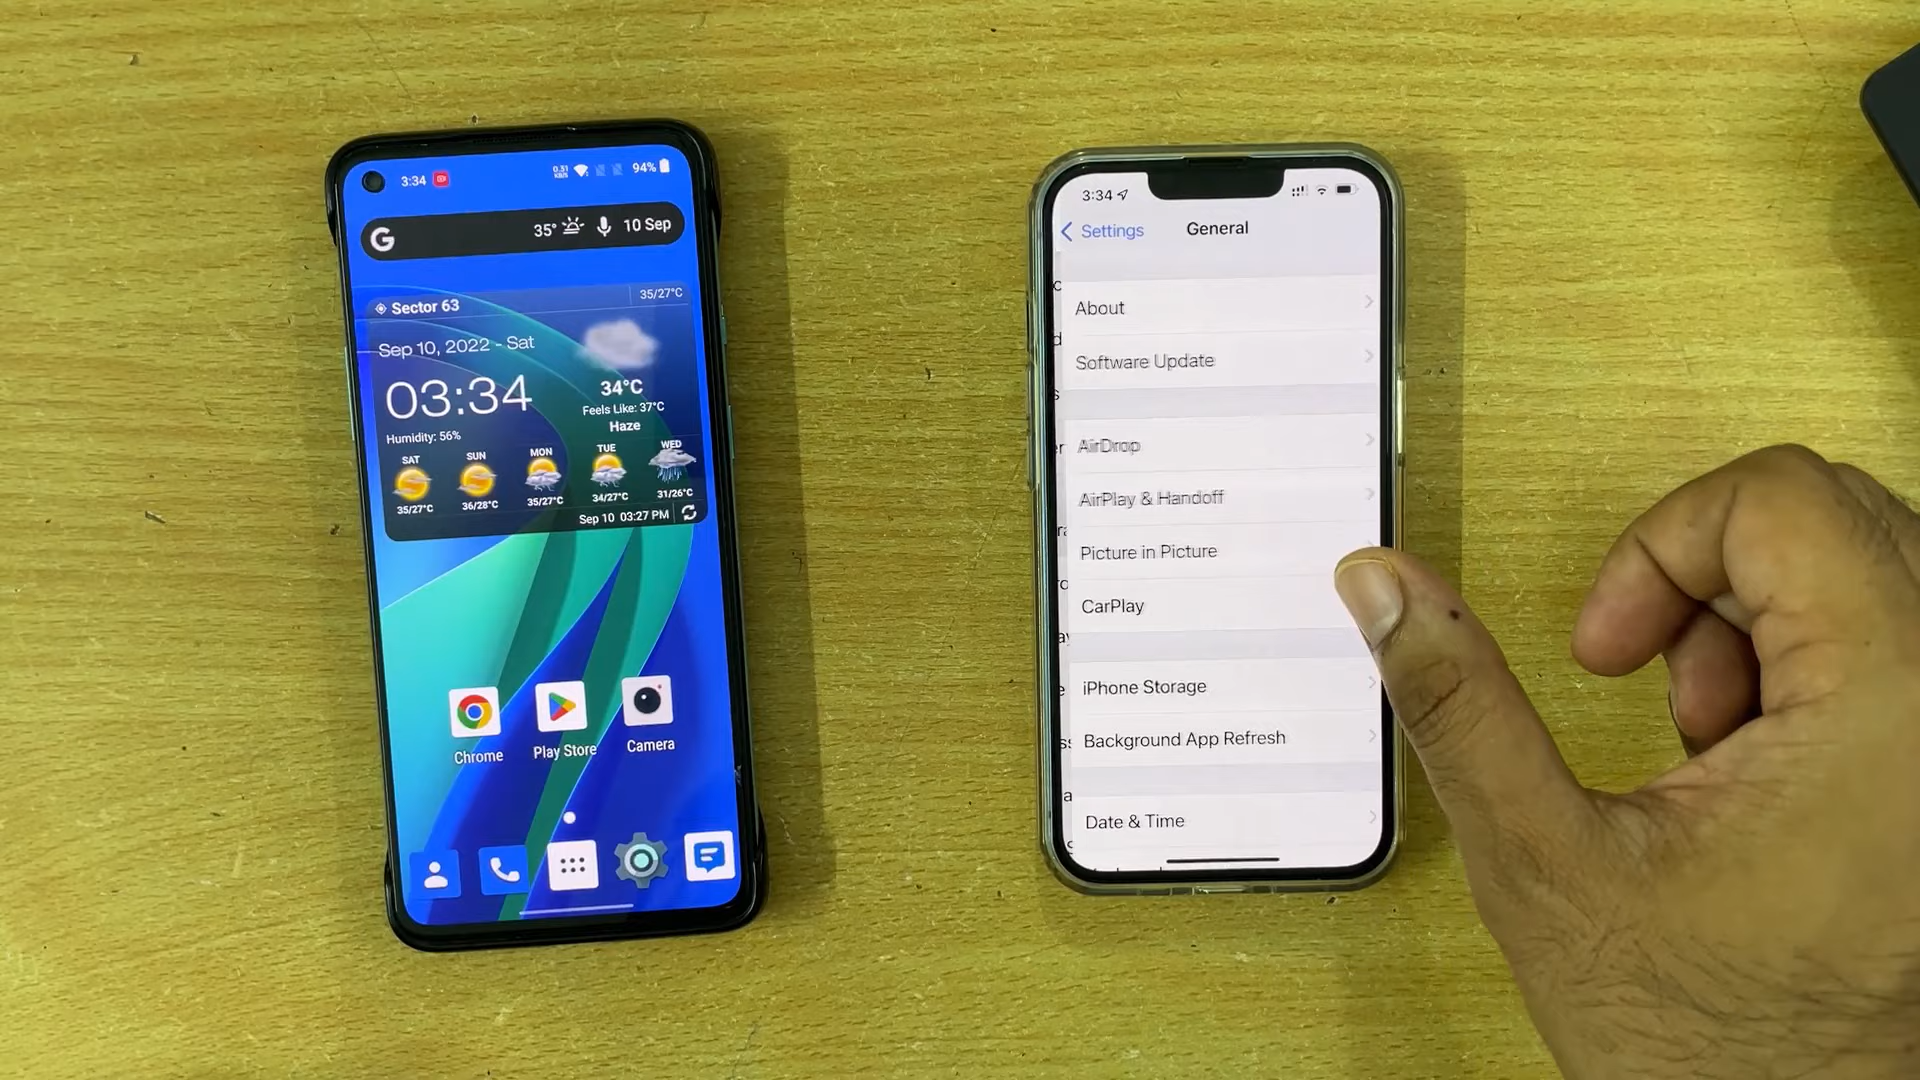 3:34
0.31
KB/S
94%
G
35°
10 Sep
Sector 63
35/27°C
Sep 10, 2022 - Sat
03:34
34°C
Feels Like: 37°C
Haze
Humidity: 56%
SAT
SUN
MON
TUE
WED
35/27°C
36/28°C
35/27°C
34/27°C
31/26°C
Sep 10 03:27 PM
Chrome
Play Store
Camera
3:34
Settings
General
About
Software Update
AirDrop
AirPlay & Handoff
Picture in Picture
CarPlay
iPhone Storage
Background App Refresh
Date & Time